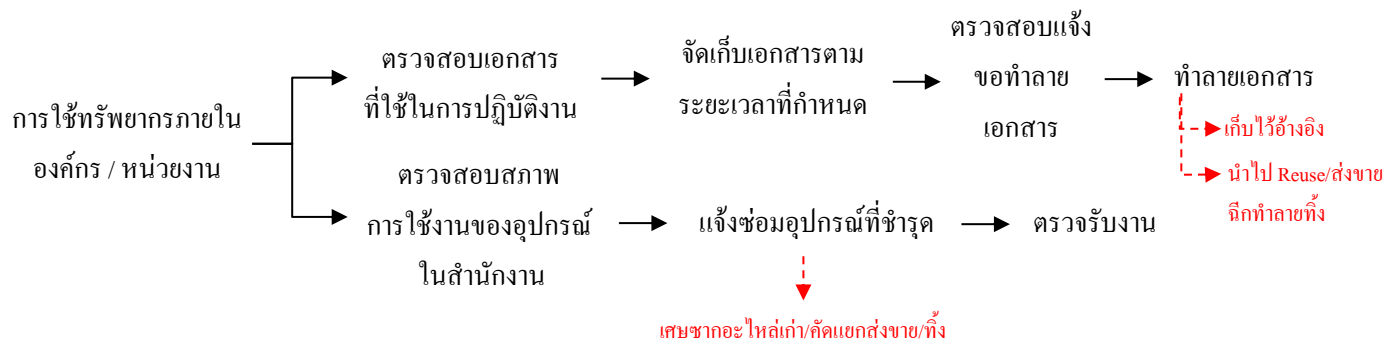 การใช้ทรัพยากรภายใน
องค์กร / หน่วยงาน
ตรวจสอบเอกสาร
ที่ใช้ในการปฏิบัติงาน
จัดเก็บเอกสารตาม
ระยะเวลาที่กำหนด
ตรวจสอบแจ้ง
ขอทำลาย
เอกสาร
ทำลายเอกสาร
เก็บไว้อ้างอิง
นำไป Reuse/ส่งขาย
ฉีกทำลายทิ้ง
ตรวจสอบสภาพ
การใช้งานของอุปกรณ์
ในสำนักงาน
แจ้งซ่อมอุปกรณ์ที่ชำรุด
ตรวจรับงาน
เศษซากอะไหล่เก่า/คัดแยกส่งขาย/ทิ้ง